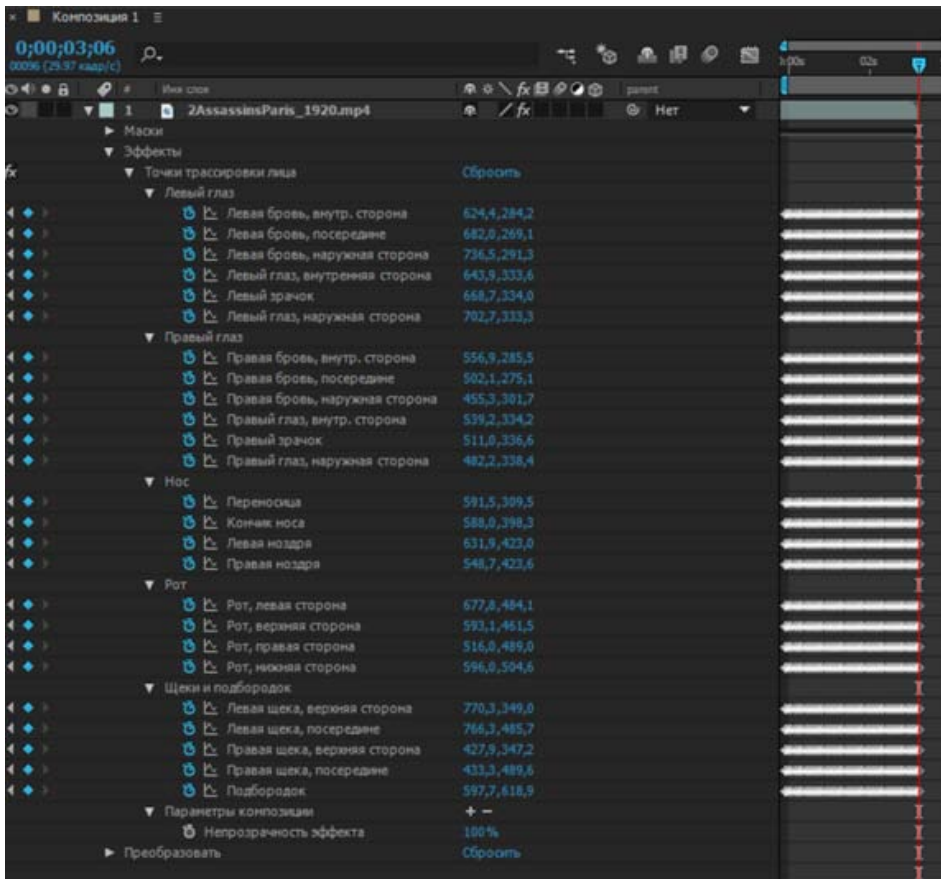 × Композиция 1
0;00;03;06
00096 (29.97 кадр/с)
:00s 02s
# Имя слоя fx parent
1 2AssassinsParis_1920.mp4 fx Нет
Маски
Эффекты
fx Точки трассировки лица Сбросить
Левый глаз
Левая бровь, внутр. сторона 624,4,284,2
Левая бровь, посередине 682,0,269,1
Левая бровь, наружная сторона 736,5,291,3
Левый глаз, внутренняя сторона 643,9,333,6
Левый зрачок 668,7,334,0
Левый глаз, наружная сторона 702,7,333,3
Правый глаз
Правая бровь, внутр. сторона 556,9,285,5
Правая бровь, посередине 502,1,275,1
Правая бровь, наружная сторона 455,3,301,7
Правый глаз, внутр. сторона 539,2,334,2
Правый зрачок 511,0,336,6
Правый глаз, наружная сторона 482,2,338,4
Нос
Переносица 591,5,309,5
Кончик носа 588,0,398,3
Левая ноздря 631,9,423,0
Правая ноздря 548,7,423,6
Рот
Рот, левая сторона 677,8,484,1
Рот, верхняя сторона 593,1,461,5
Рот, правая сторона 516,0,489,0
Рот, нижняя сторона 596,0,504,6
Щеки и подбородок
Левая щека, верхняя сторона 770,3,349,0
Левая щека, посередине 766,3,485,7
Правая щека, верхняя сторона 427,9,347,2
Правая щека, посередине 433,3,489,6
Подбородок 597,7,618,9
Параметры композиции + −
Непрозрачность эффекта 100%
Преобразовать Сбросить